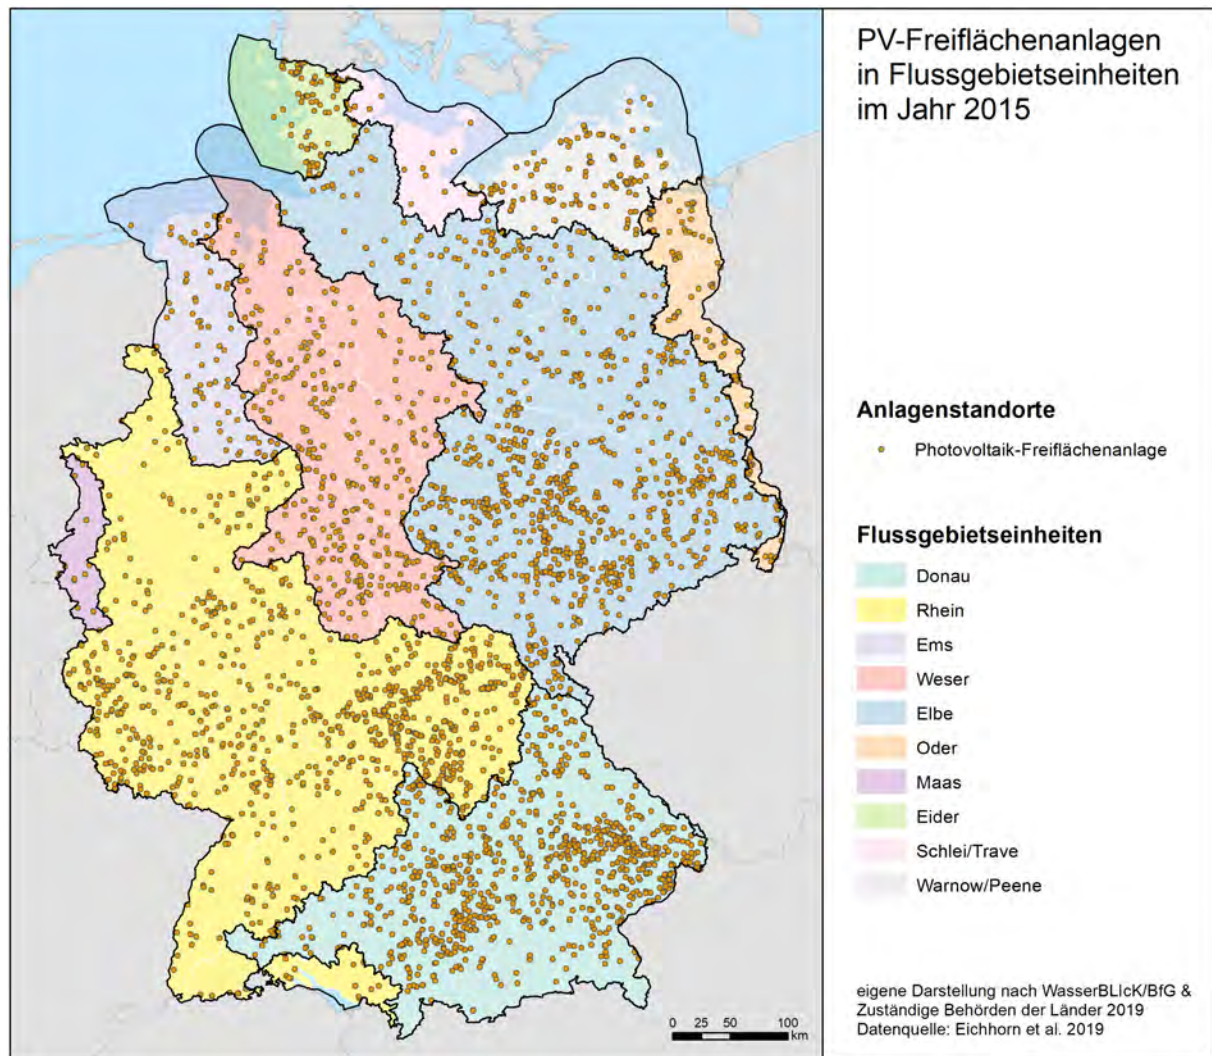 PV-Freiflächenanlagen
in Flussgebietseinheiten
im Jahr 2015
Anlagenstandorte
Photovoltaik-Freiflächenanlage
Flussgebietseinheiten
Donau
Rhein
Ems
Weser
Elbe
Oder
Maas
Eider
Schlei/Trave
Warnow/Peene
eigene Darstellung nach WasserBLIcK/BfG &
Zuständige Behörden der Länder 2019
Datenquelle: Eichhorn et al. 2019
0 25 50 100
km